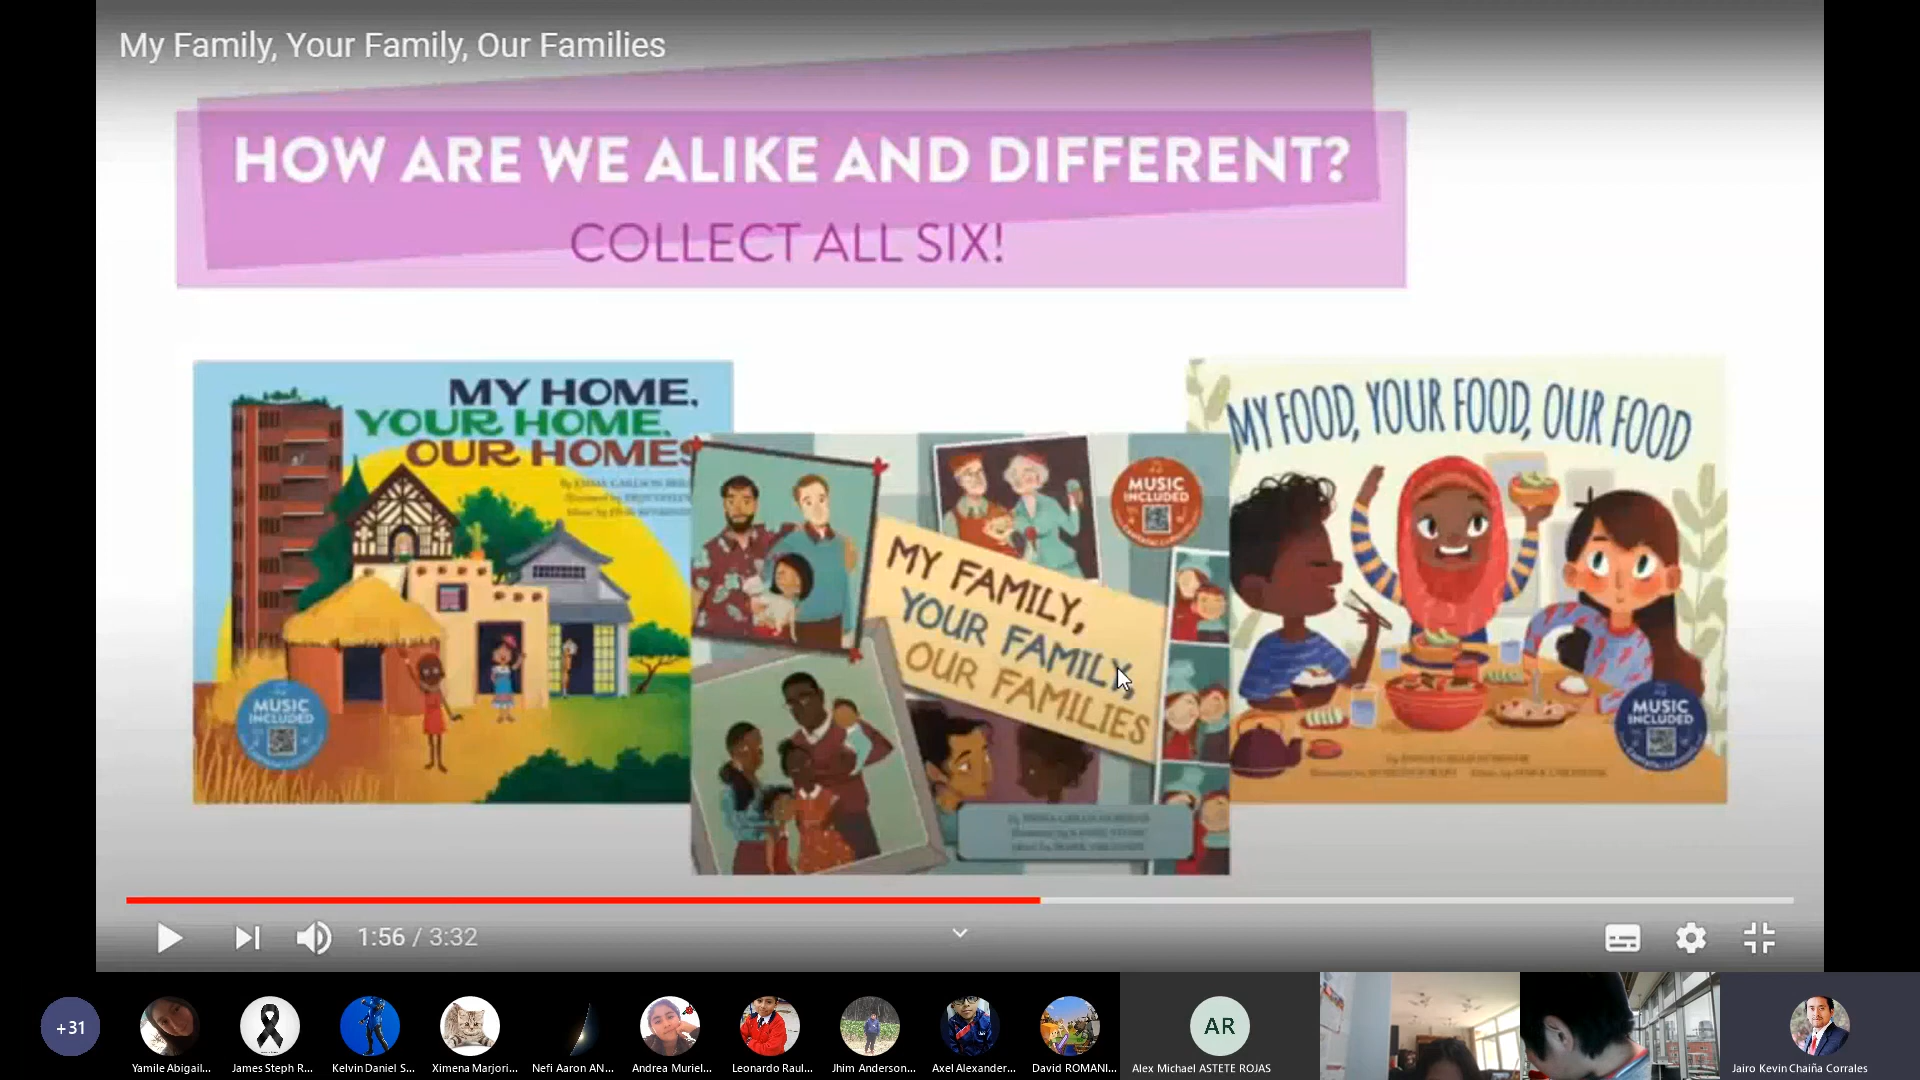 My Family, Your Family, Our Families
HOW ARE WE ALIKE AND DIFFERENT?
COLLECT ALL SIX!
MY HOME,
YOUR HOME,
OUR HOMES
MUSIC
INCLUDED
MY FAMILY,
YOUR FAMILY,
OUR FAMILIES
MUSIC
INCLUDED
MY FOOD, YOUR FOOD, OUR FOOD
MUSIC
INCLUDED
1:56 / 3:32
+31
AR
Yamile Abigail...
James Steph R...
Kelvin Daniel S...
Ximena Marjori...
Nefi Aaron AN...
Andrea Muriel...
Leonardo Raul...
Jhim Anderson...
Axel Alexander...
David ROMANI...
Alex Michael ASTETE ROJAS
Jairo Kevin Chaiña Corrales